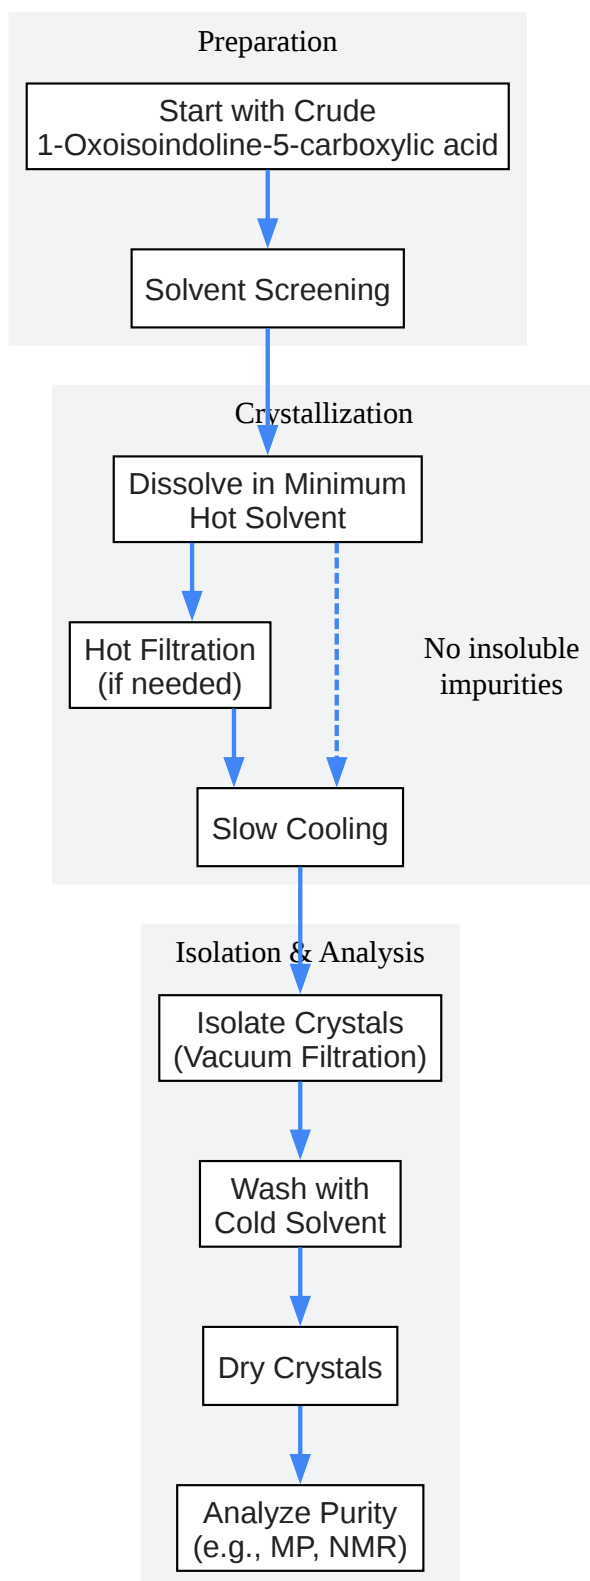 Preparation
Start with Crude
1-Oxoisoindoline-5-carboxylic acid
Solvent Screening
Crystallization
Dissolve in Minimum
Hot Solvent
Hot Filtration
(if needed)
No insoluble
impurities
Slow Cooling
Isolation & Analysis
Isolate Crystals
(Vacuum Filtration)
Wash with
Cold Solvent
Dry Crystals
Analyze Purity
(e.g., MP, NMR)